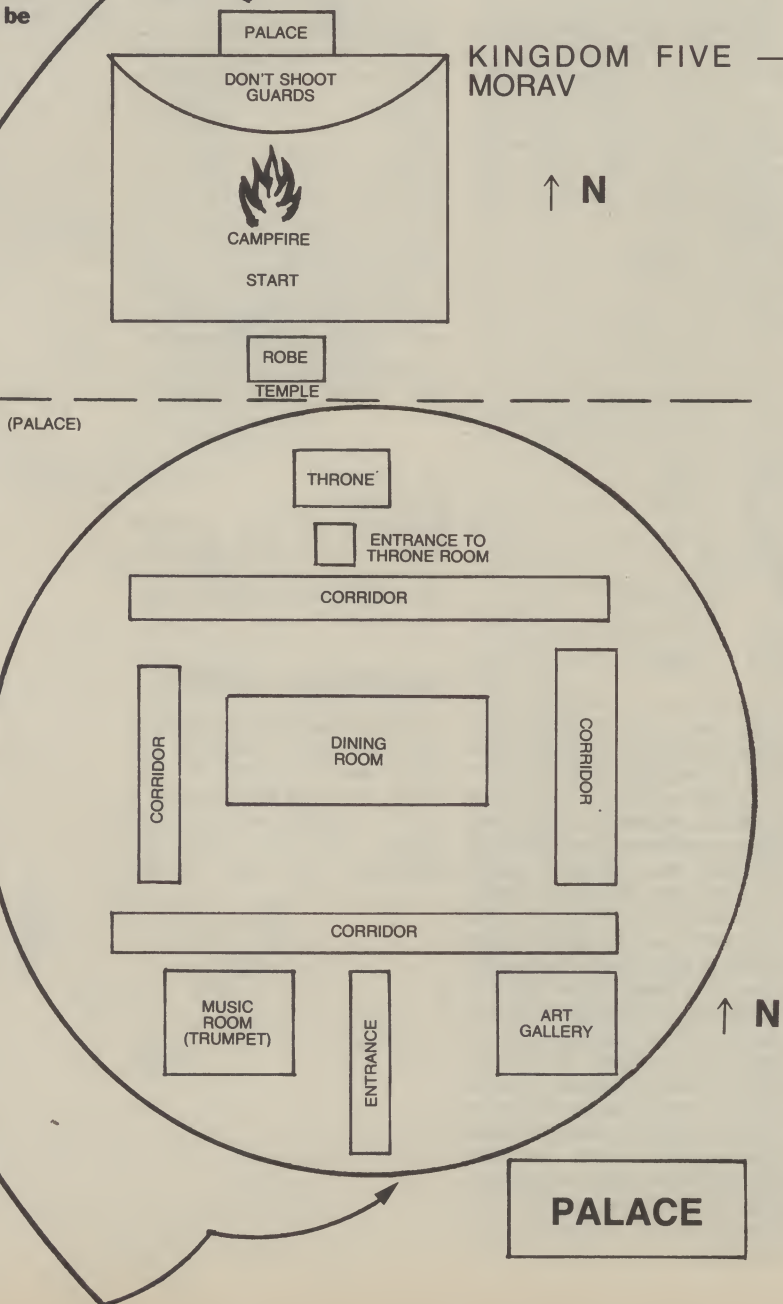 be
PALACE
KINGDOM FIVE —
MORAV
DON'T SHOOT
GUARDS
↑ N
CAMPFIRE
START
ROBE
TEMPLE
(PALACE)
THRONE
ENTRANCE TO
THRONE ROOM
CORRIDOR
CORRIDOR
DINING
ROOM
CORRIDOR
CORRIDOR
MUSIC
ROOM
(TRUMPET)
ENTRANCE
ART
GALLERY
↑ N
PALACE